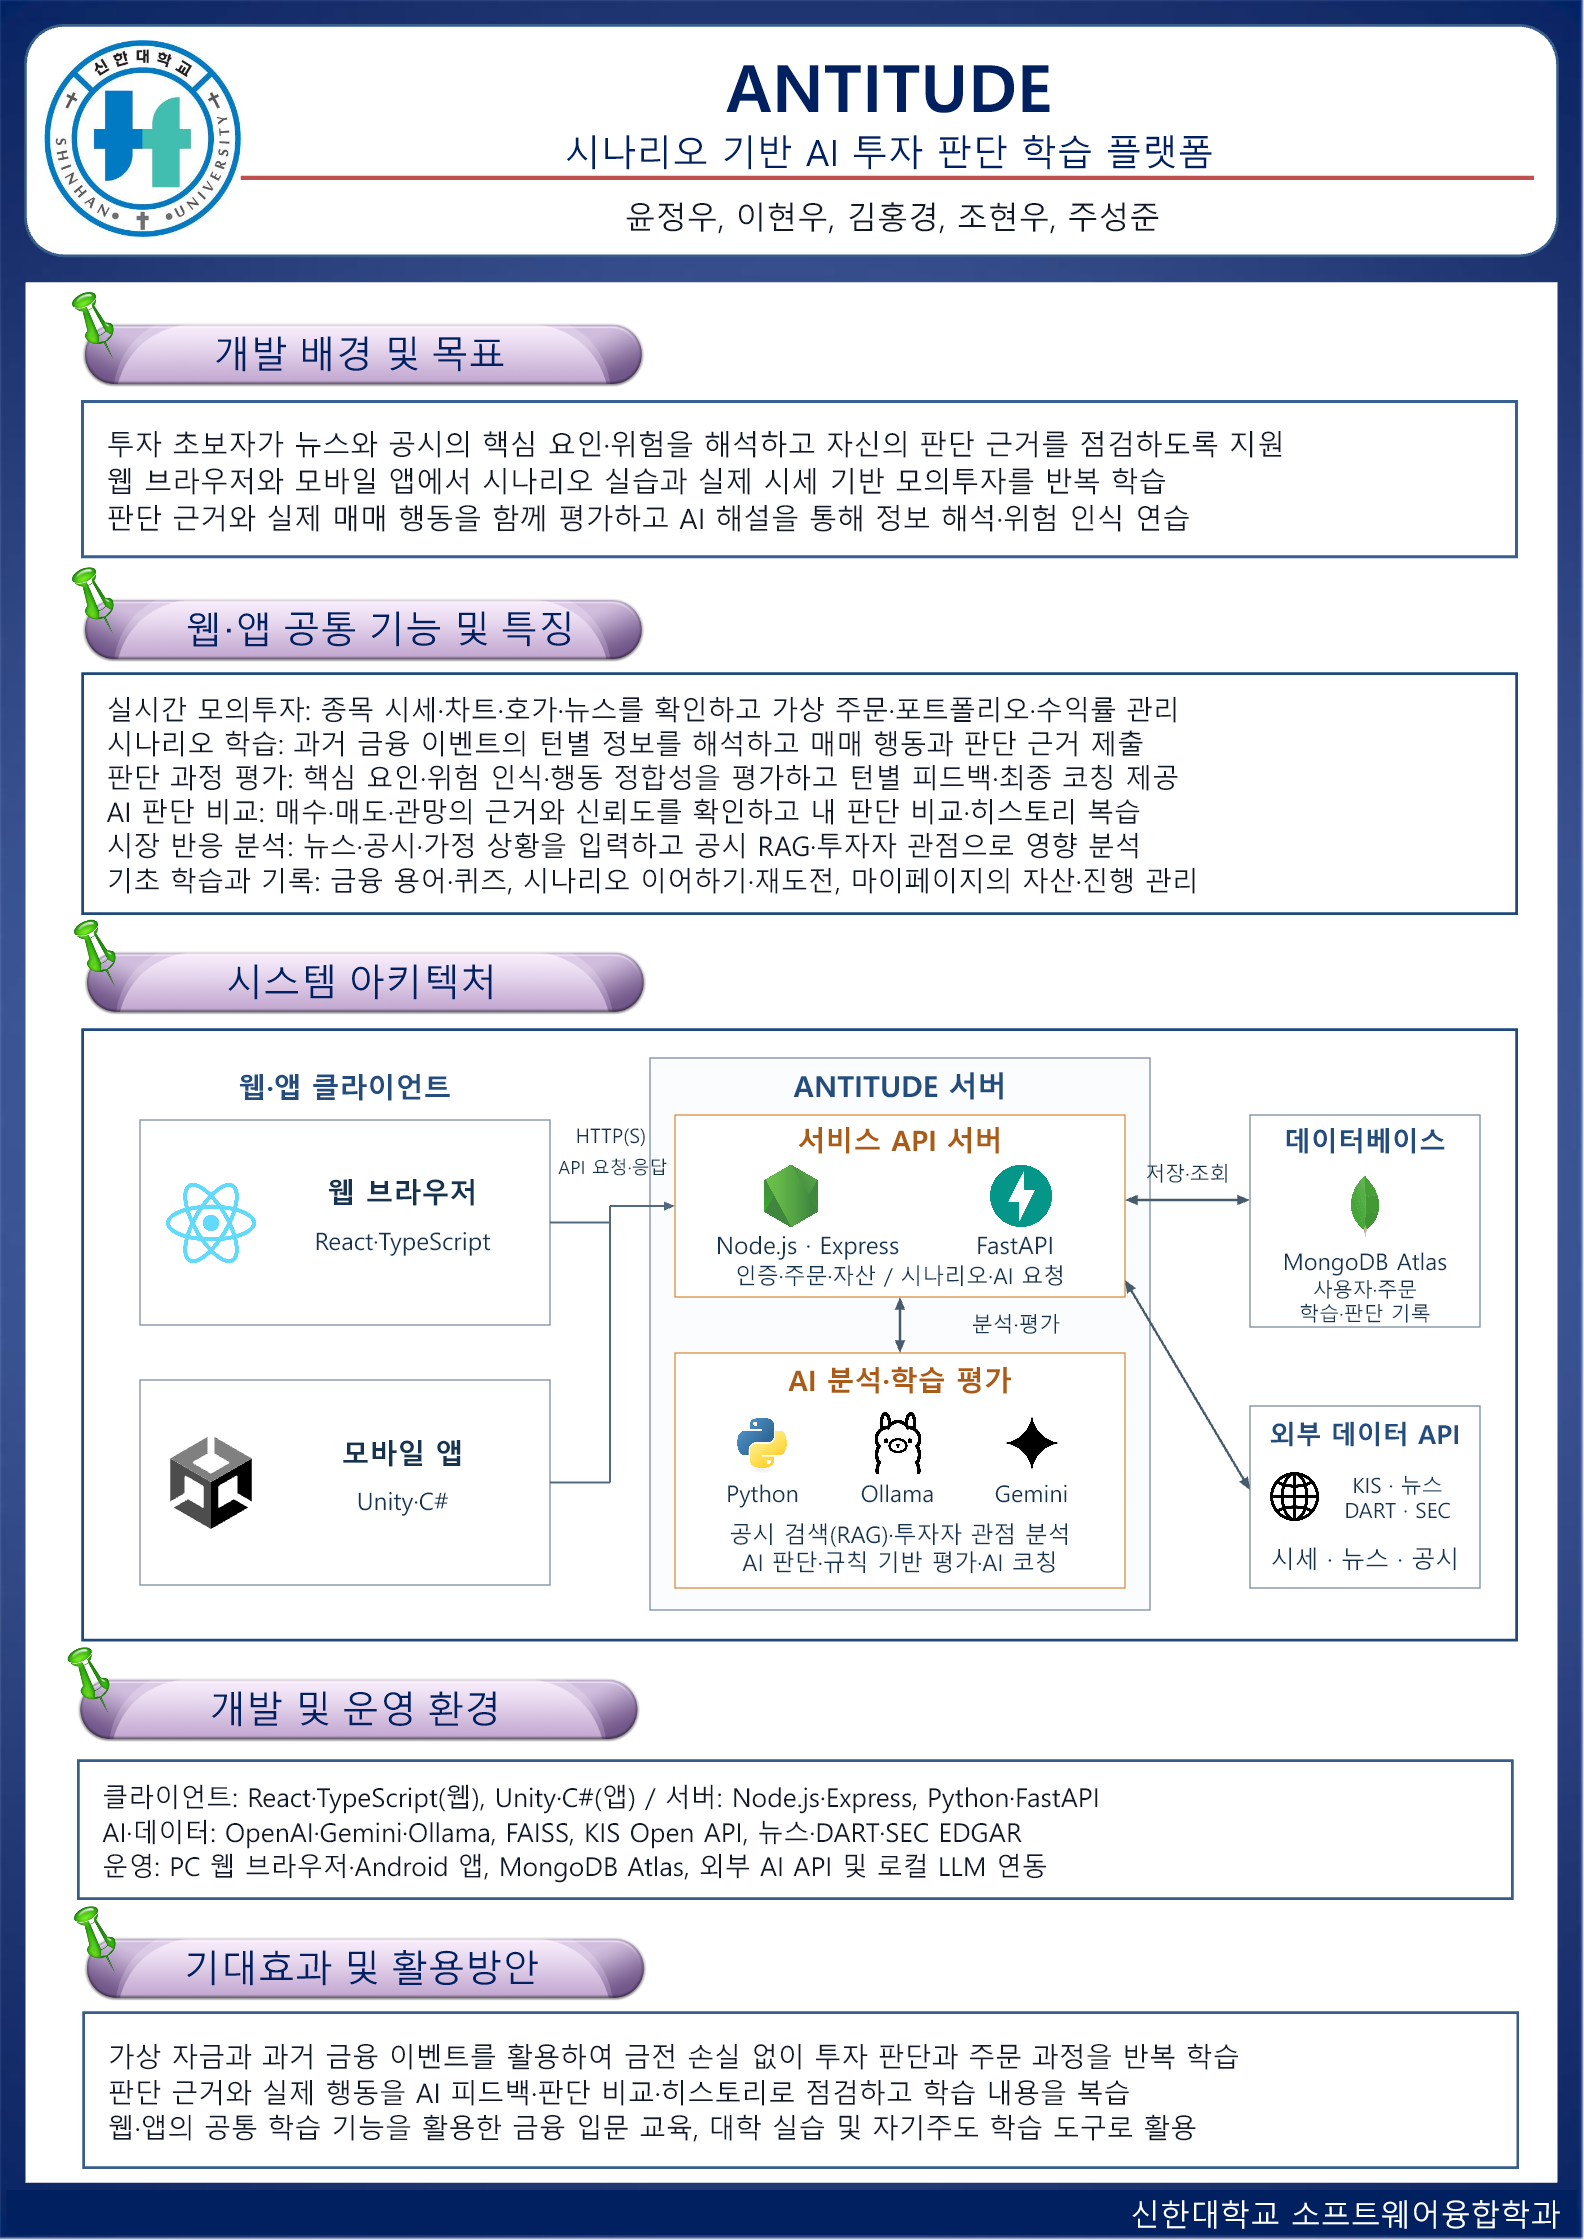 신한대학교
SHINHAN UNIVERSITY
ANTITUDE
시나리오 기반 AI 투자 판단 학습 플랫폼
윤정우, 이현우, 김홍경, 조현우, 주성준
개발 배경 및 목표
투자 초보자가 뉴스와 공시의 핵심 요인·위험을 해석하고 자신의 판단 근거를 점검하도록 지원
웹 브라우저와 모바일 앱에서 시나리오 실습과 실제 시세 기반 모의투자를 반복 학습
판단 근거와 실제 매매 행동을 함께 평가하고 AI 해설을 통해 정보 해석·위험 인식 연습
웹·앱 공통 기능 및 특징
실시간 모의투자: 종목 시세·차트·호가·뉴스를 확인하고 가상 주문·포트폴리오·수익률 관리
시나리오 학습: 과거 금융 이벤트의 턴별 정보를 해석하고 매매 행동과 판단 근거 제출
판단 과정 평가: 핵심 요인·위험 인식·행동 정합성을 평가하고 턴별 피드백·최종 코칭 제공
AI 판단 비교: 매수·매도·관망의 근거와 신뢰도를 확인하고 내 판단 비교·히스토리 복습
시장 반응 분석: 뉴스·공시·가정 상황을 입력하고 공시 RAG·투자자 관점으로 영향 분석
기초 학습과 기록: 금융 용어·퀴즈, 시나리오 이어하기·재도전, 마이페이지의 자산·진행 관리
시스템 아키텍처
웹·앱 클라이언트
웹 브라우저
React·TypeScript
모바일 앱
Unity·C#
HTTP(S)
API 요청·응답
ANTITUDE 서버
서비스 API 서버
Node.js · Express
FastAPI
인증·주문·자산 / 시나리오·AI 요청
분석·평가
AI 분석·학습 평가
Python
Ollama
Gemini
공시 검색(RAG)·투자자 관점 분석
AI 판단·규칙 기반 평가·AI 코칭
저장·조회
데이터베이스
MongoDB Atlas
사용자·주문
학습·판단 기록
외부 데이터 API
KIS · 뉴스
DART · SEC
시세 · 뉴스 · 공시
개발 및 운영 환경
클라이언트: React·TypeScript(웹), Unity·C#(앱) / 서버: Node.js·Express, Python·FastAPI
AI·데이터: OpenAI·Gemini·Ollama, FAISS, KIS Open API, 뉴스·DART·SEC EDGAR
운영: PC 웹 브라우저·Android 앱, MongoDB Atlas, 외부 AI API 및 로컬 LLM 연동
기대효과 및 활용방안
가상 자금과 과거 금융 이벤트를 활용하여 금전 손실 없이 투자 판단과 주문 과정을 반복 학습
판단 근거와 실제 행동을 AI 피드백·판단 비교·히스토리로 점검하고 학습 내용을 복습
웹·앱의 공통 학습 기능을 활용한 금융 입문 교육, 대학 실습 및 자기주도 학습 도구로 활용
신한대학교 소프트웨어융합학과